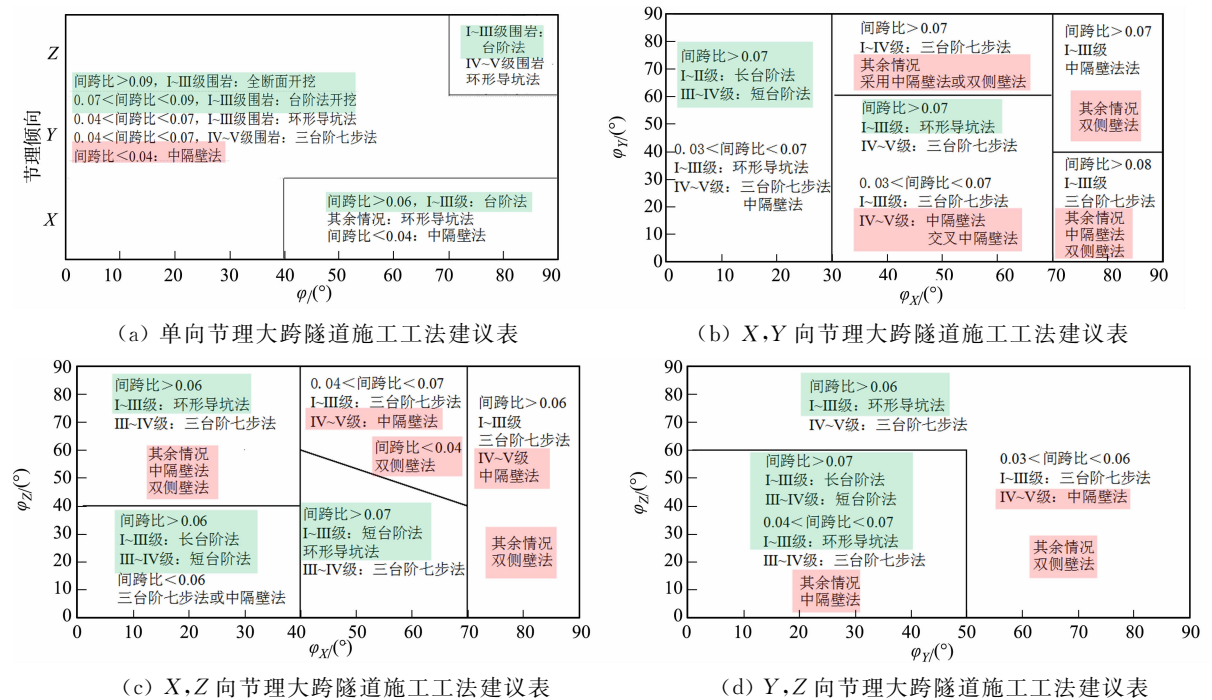 Z
I~III级围岩:
台阶法
IV~V级围岩
环形导坑法
间跨比>0.09, I~III级围岩: 全断面开挖
0.07<间跨比<0.09, I~III级围岩: 台阶法开挖
0.04<间跨比<0.07, I~III级围岩: 环形导坑法
0.04<间跨比<0.07, IV~V级围岩: 三台阶七步法
间跨比<0.04: 中隔壁法
节理倾向
Y
X
间跨比>0.06, I~III级: 台阶法
其余情况: 环形导坑法
间跨比<0.04: 中隔壁法
0 10 20 30 40 50 60 70 80 90
φ/(°)
(a) 单向节理大跨隧道施工工法建议表
90
80
70
60
50
40
30
20
10
0
φY/(°)
间跨比>0.07
I~II级: 长台阶法
III~IV级: 短台阶法
0.03<间跨比<0.07
I~III级: 环形导坑法
IV~V级: 三台阶七步法
中隔壁法
间跨比>0.07
I~IV级: 三台阶七步法
其余情况
采用中隔壁法或双侧壁法
间跨比>0.07
I~III级: 环形导坑法
IV~V级: 三台阶七步法
0.03<间跨比<0.07
I~III级: 三台阶七步法
IV~V级: 中隔壁法
交叉中隔壁法
间跨比>0.07
I~III级
中隔壁法法
其余情况
双侧壁法
间跨比>0.08
I~III级
三台阶七步法
其余情况
中隔壁法
双侧壁法
0 10 20 30 40 50 60 70 80 90
φX/(°)
(b) X,Y 向节理大跨隧道施工工法建议表
90
80
70
60
50
40
30
20
10
0
φZ/(°)
间跨比>0.06
I~III级: 环形导坑法
III~IV级: 三台阶七步法
其余情况
中隔壁法
双侧壁法
间跨比>0.06
I~III级: 长台阶法
III~IV级: 短台阶法
间跨比<0.06
三台阶七步法或中隔壁法
0.04<间跨比<0.07
I~III级: 三台阶七步法
IV~V级: 中隔壁法
间跨比<0.04
双侧壁法
间跨比>0.07
I~III级: 短台阶法
环形导坑法
III~IV级: 三台阶七步法
间跨比>0.06
I~III级
三台阶七步法
IV~V级
中隔壁法
其余情况
双侧壁法
0 10 20 30 40 50 60 70 80 90
φX/(°)
(c) X,Z 向节理大跨隧道施工工法建议表
90
80
70
60
50
40
30
20
10
0
φZ/(°)
间跨比>0.06
I~III级: 环形导坑法
IV~V级: 三台阶七步法
间跨比>0.07
I~III级: 长台阶法
III~IV级: 短台阶法
0.04<间跨比<0.07
I~III级: 环形导坑法
III~IV级: 三台阶七步法
其余情况
中隔壁法
0.03<间跨比<0.06
I~III级: 三台阶七步法
IV~V级: 中隔壁法
其余情况
双侧壁法
0 10 20 30 40 50 60 70 80 90
φY/(°)
(d) Y,Z 向节理大跨隧道施工工法建议表